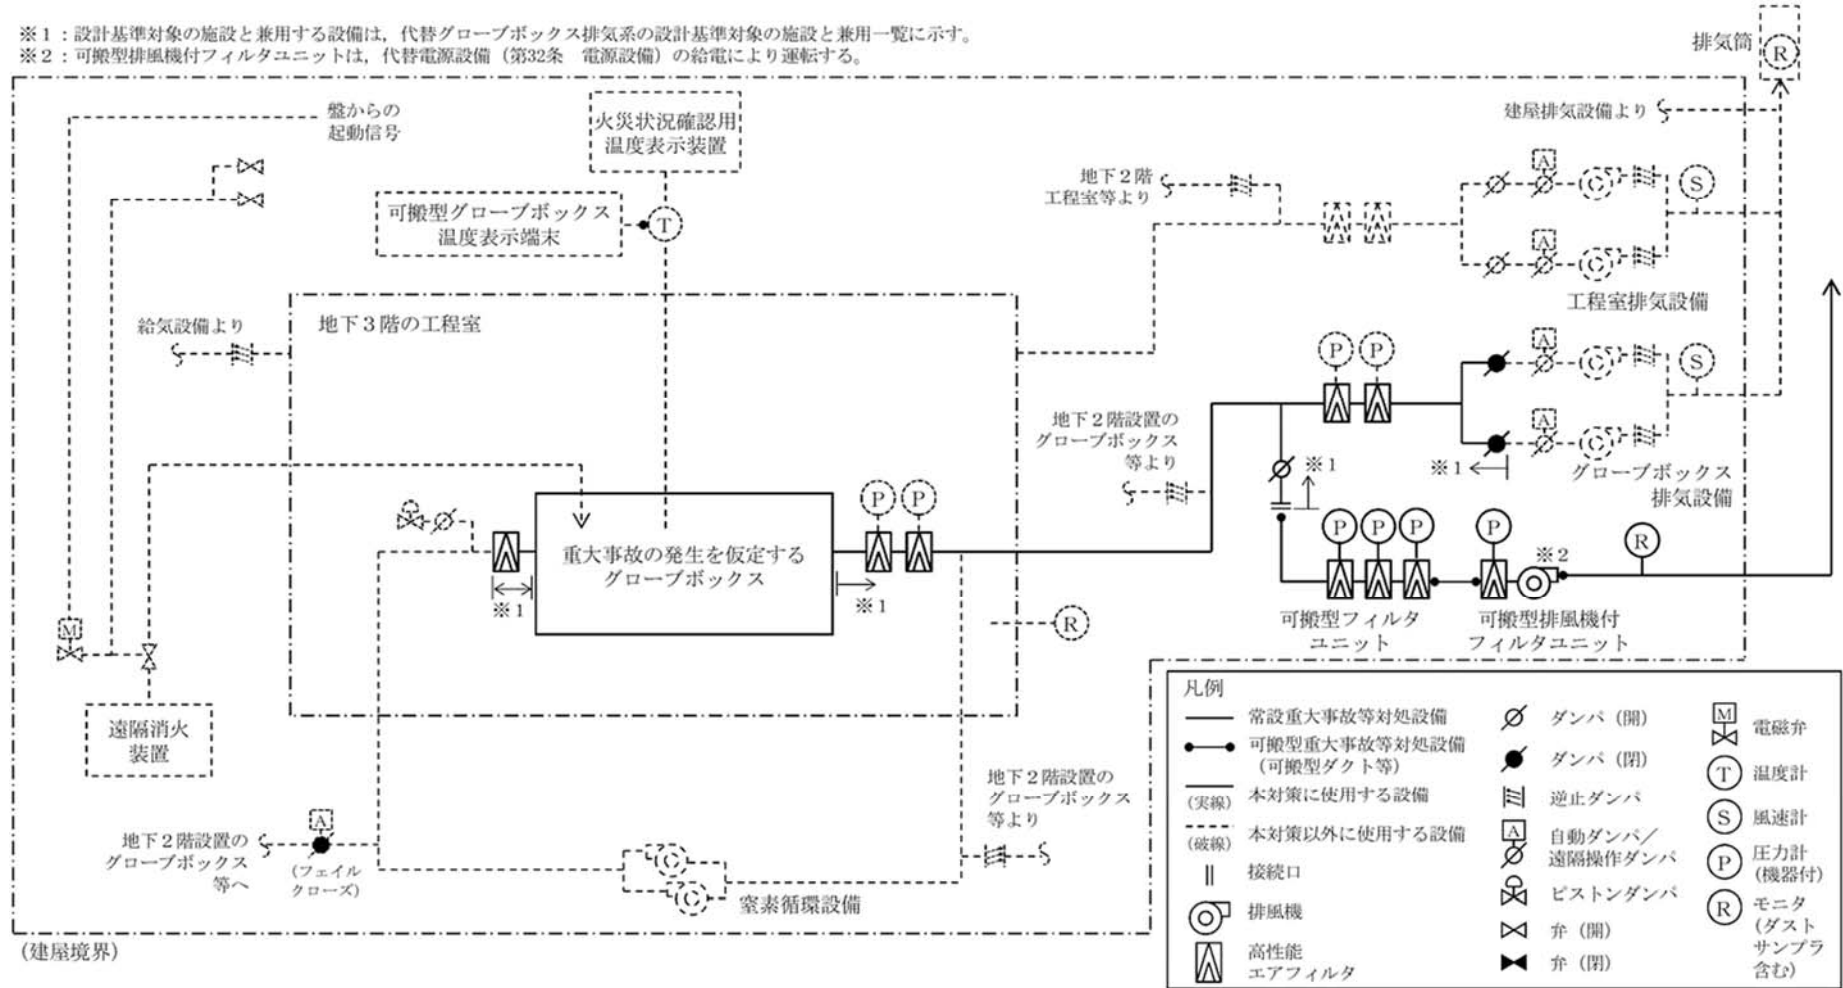 ※1：設計基準対象の施設と兼用する設備は，代替グローブボックス排気系の設計基準対象の施設と兼用一覧に示す。
※2：可搬型排風機付フィルタユニットは，代替電源設備（第32条　電源設備）の給電により運転する。
排気筒
R
盤からの
起動信号
火災状況確認用
温度表示装置
可搬型グローブボックス
温度表示端末
T
建屋排気設備より
地下2階
工程室等より
A
S
A
工程室排気設備
給気設備より
地下3階の工程室
P
P
A
S
A
グローブボックス
排気設備
※1
地下2階設置の
グローブボックス
等より
※1
P
P
重大事故の発生を仮定する
グローブボックス
※1
※1
R
P
P
P
P
※2
R
可搬型フィルタ
ユニット
可搬型排風機付
フィルタユニット
M
遠隔消火
装置
地下2階設置の
グローブボックス
等へ
A
(フェイル
クローズ)
窒素循環設備
地下2階設置の
グローブボックス
等より
(建屋境界)
凡例
常設重大事故等対処設備
可搬型重大事故等対処設備
(可搬型ダクト等)
(実線)
本対策に使用する設備
(破線)
本対策以外に使用する設備
接続口
排風機
高性能
エアフィルタ
ダンパ（開）
ダンパ（閉）
逆止ダンパ
A
自動ダンパ／
遠隔操作ダンパ
ピストンダンパ
弁（開）
弁（閉）
M
電磁弁
T
温度計
S
風速計
P
圧力計
(機器付)
R
モニタ
(ダスト
サンプラ
含む)